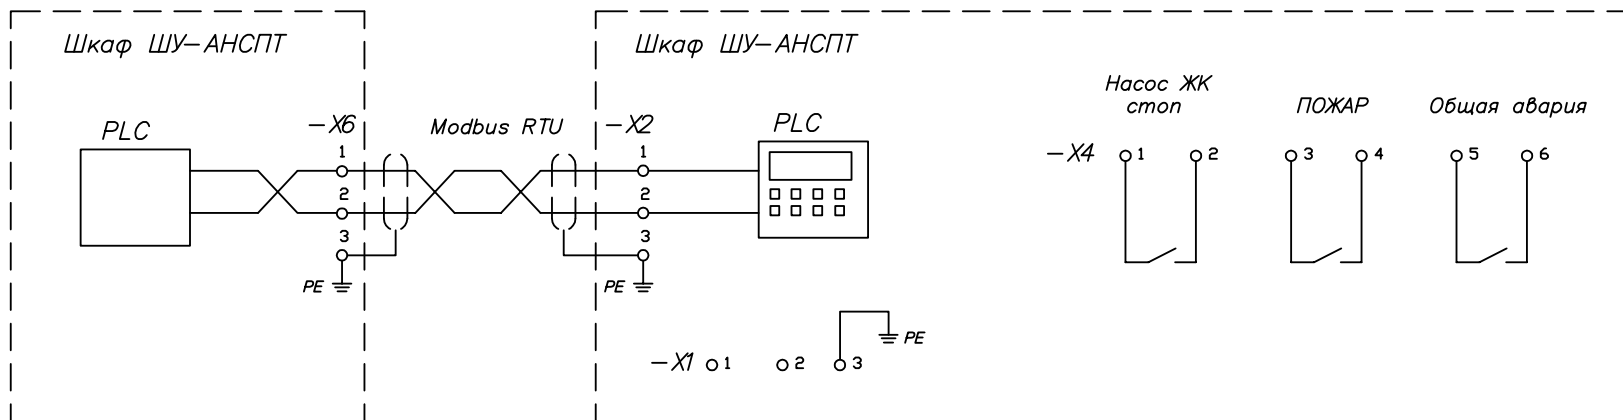 Шкаф ШУ-АНСПТ
PLC
-X6
1
2
3
PE
Modbus RTU
Шкаф ШУ-АНСПТ
-X2
1
2
3
PE
PLC
-X1 1 2 3
PE
Насос ЖК
стоп
ПОЖАР
Общая авария
-X4 1 2 3 4 5 6